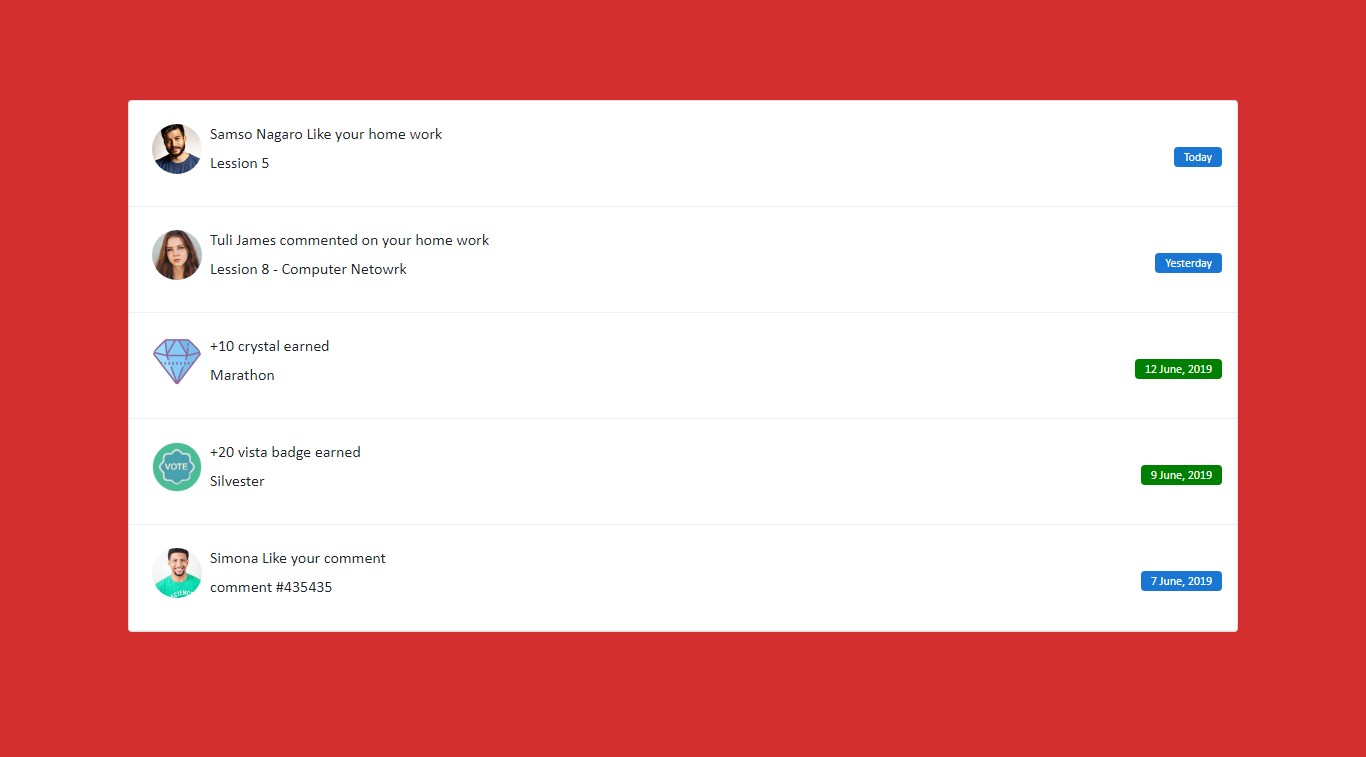 Samso Nagaro Like your home work
Lession 5
Today
Tuli James commented on your home work
Lession 8 - Computer Netowrk
Yesterday
+10 crystal earned
Marathon
12 June, 2019
VOTE
+20 vista badge earned
Silvester
9 June, 2019
Simona Like your comment
comment #435435
SCIENCE
7 June, 2019